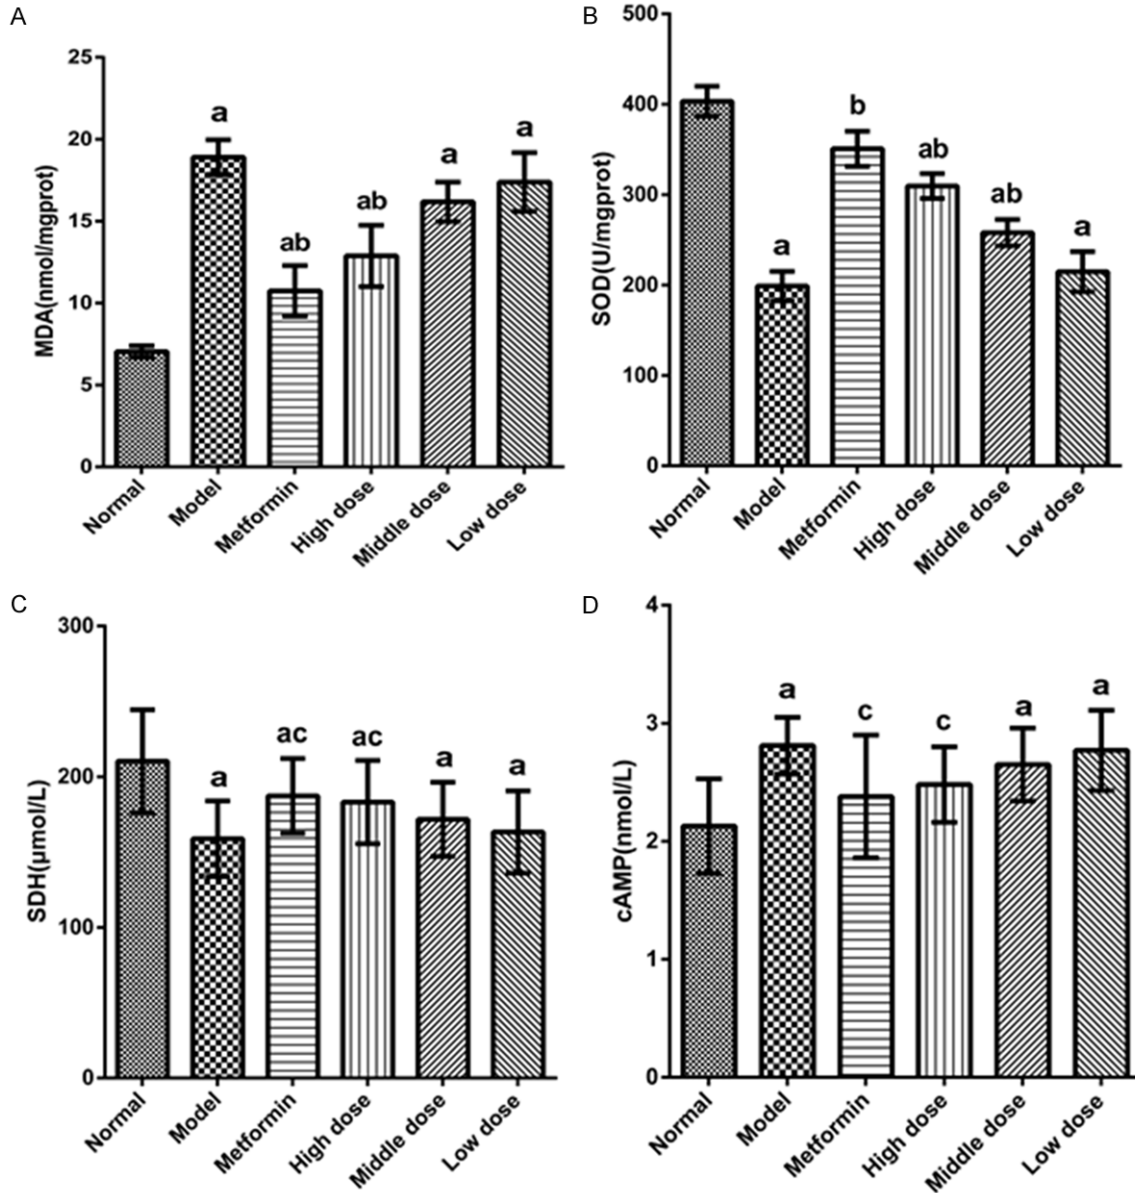 A
MDA(nmol/mgprot)
25
20
15
10
5
0
a
ab
ab
a
a
Normal
Model
Metformin
High dose
Middle dose
Low dose
B
SOD(U/mgprot)
500
400
300
200
100
0
a
b
ab
ab
a
Normal
Model
Metformin
High dose
Middle dose
Low dose
C
SDH(μmol/L)
300
200
100
0
a
ac
ac
a
a
Normal
Model
Metformin
High dose
Middle dose
Low dose
D
cAMP(nmol/L)
4
3
2
1
0
a
c
c
a
a
Normal
Model
Metformin
High dose
Middle dose
Low dose